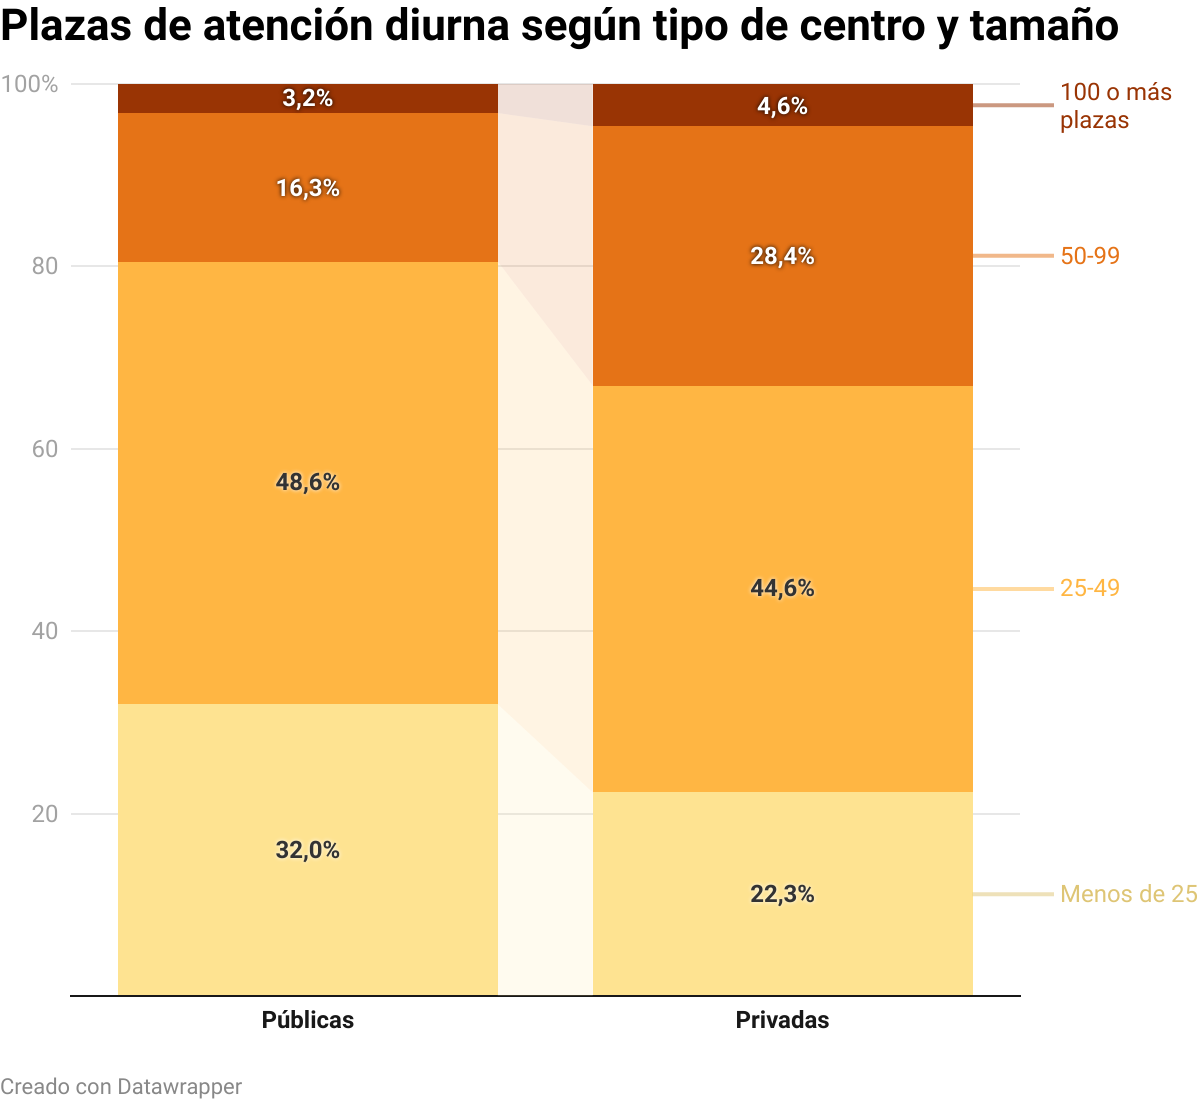 Plazas de atención diurna según tipo de centro y tamaño
100%
3,2%
4,6%
100 o más
plazas
16,3%
28,4%
50-99
80
60
48,6%
44,6%
25-49
40
20
32,0%
22,3%
Menos de 25
Públicas
Privadas
Creado con Datawrapper